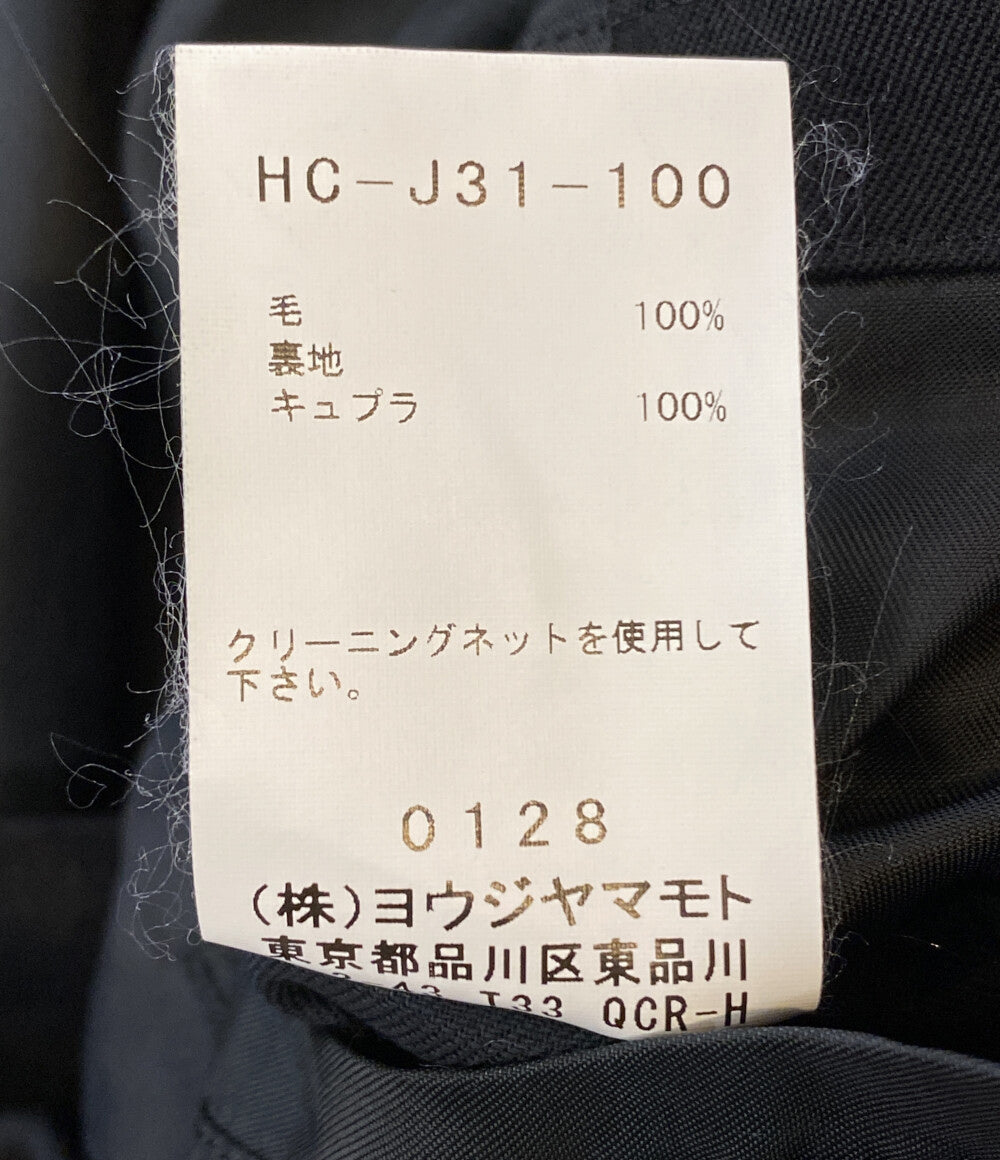 HC-J31-100
毛 100%
裏地
キュプラ 100%
クリーニングネットを使用して
下さい。
0128
(株)ヨウジヤマモト
東京都品川区東品川
T33 QCR-H